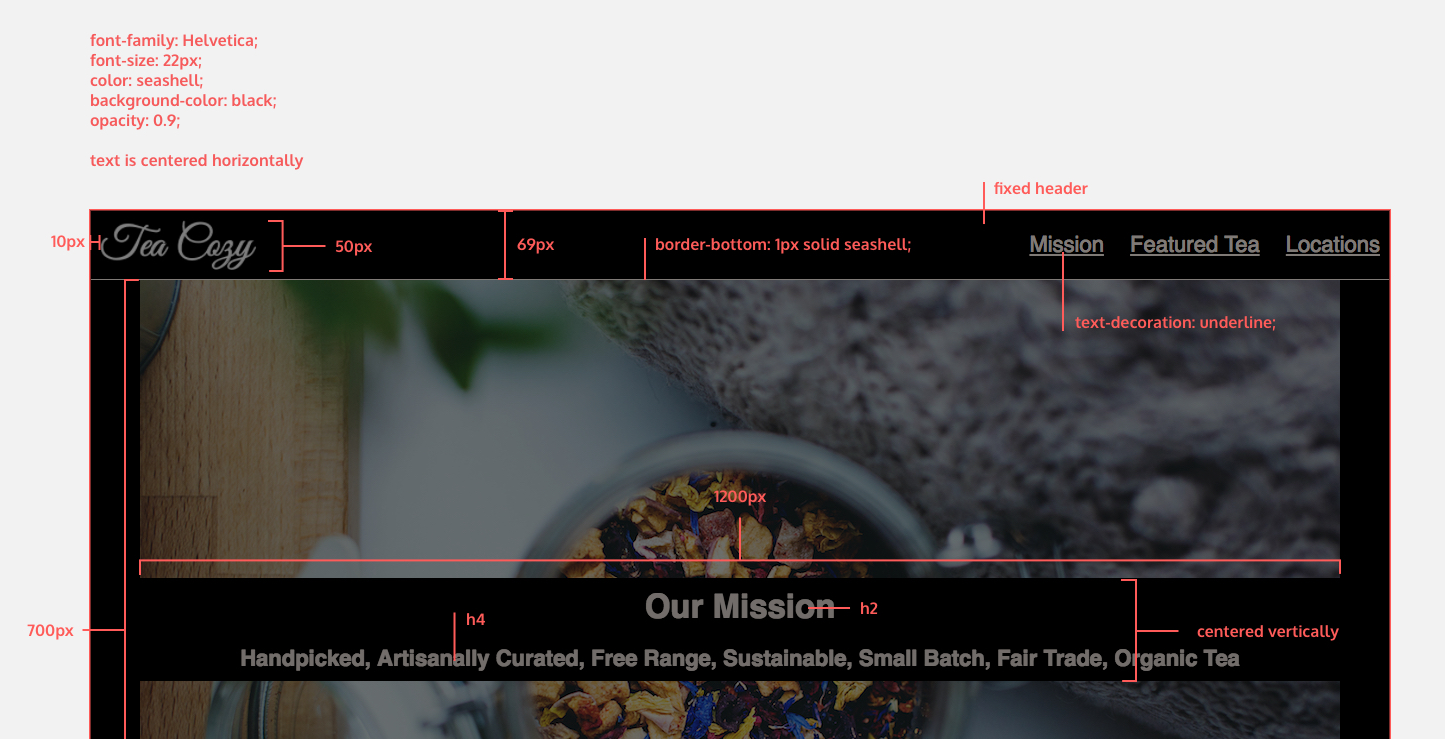 font-family: Helvetica;
font-size: 22px;
color: seashell;
background-color: black;
opacity: 0.9;
text is centered horizontally
fixed header
10px
Tea Cozy
50px
69px
border-bottom: 1px solid seashell;
Mission
Featured Tea
Locations
text-decoration: underline;
1200px
Our Mission
h2
h4
700px
centered vertically
Handpicked, Artisanally Curated, Free Range, Sustainable, Small Batch, Fair Trade, Organic Tea